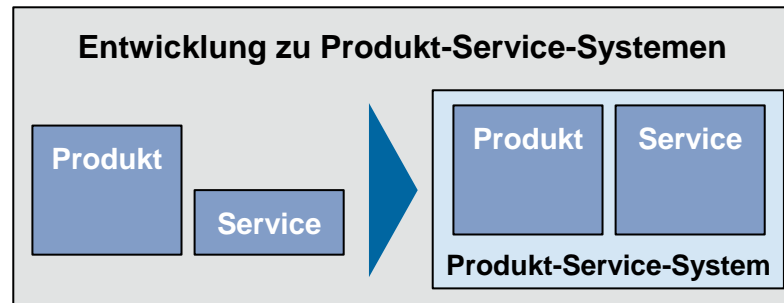 Entwicklung zu Produkt-Service-Systemen
Produkt
Service
Produkt
Service
Produkt-Service-System